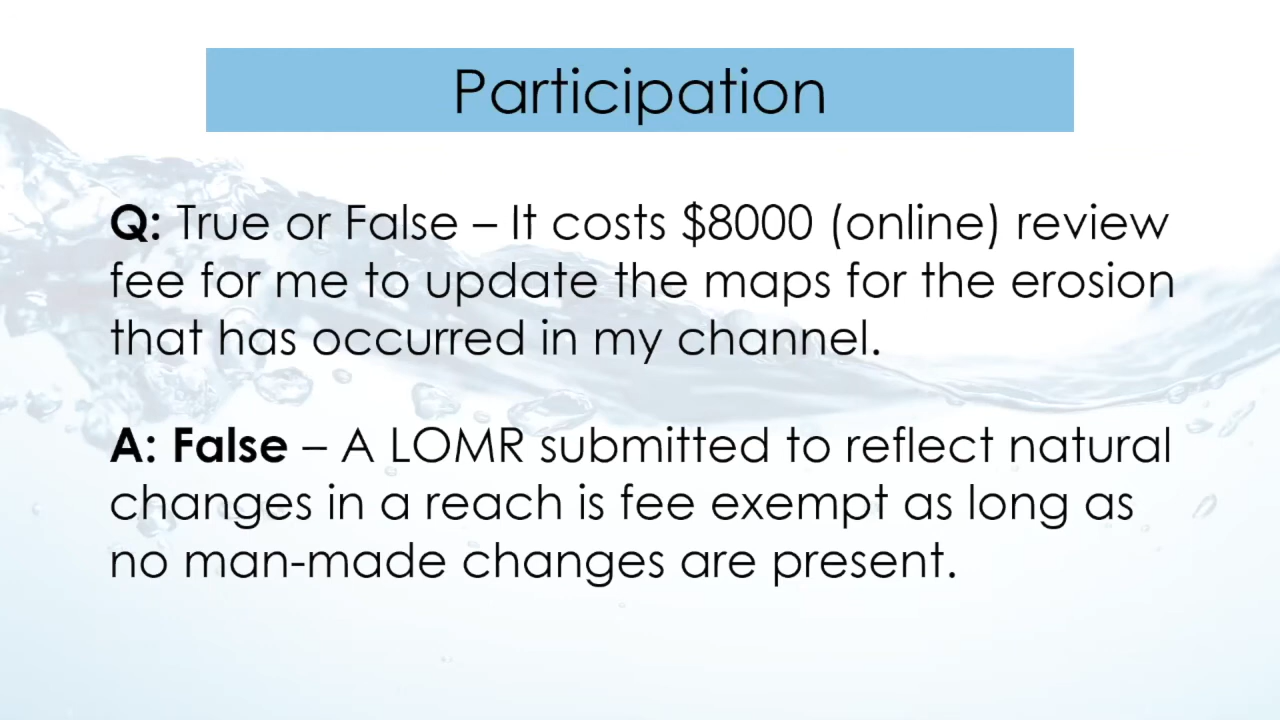 Participation
Q: True or False – It costs $8000 (online) review
fee for me to update the maps for the erosion
that has occurred in my channel.
A: False – A LOMR submitted to reflect natural
changes in a reach is fee exempt as long as
no man-made changes are present.